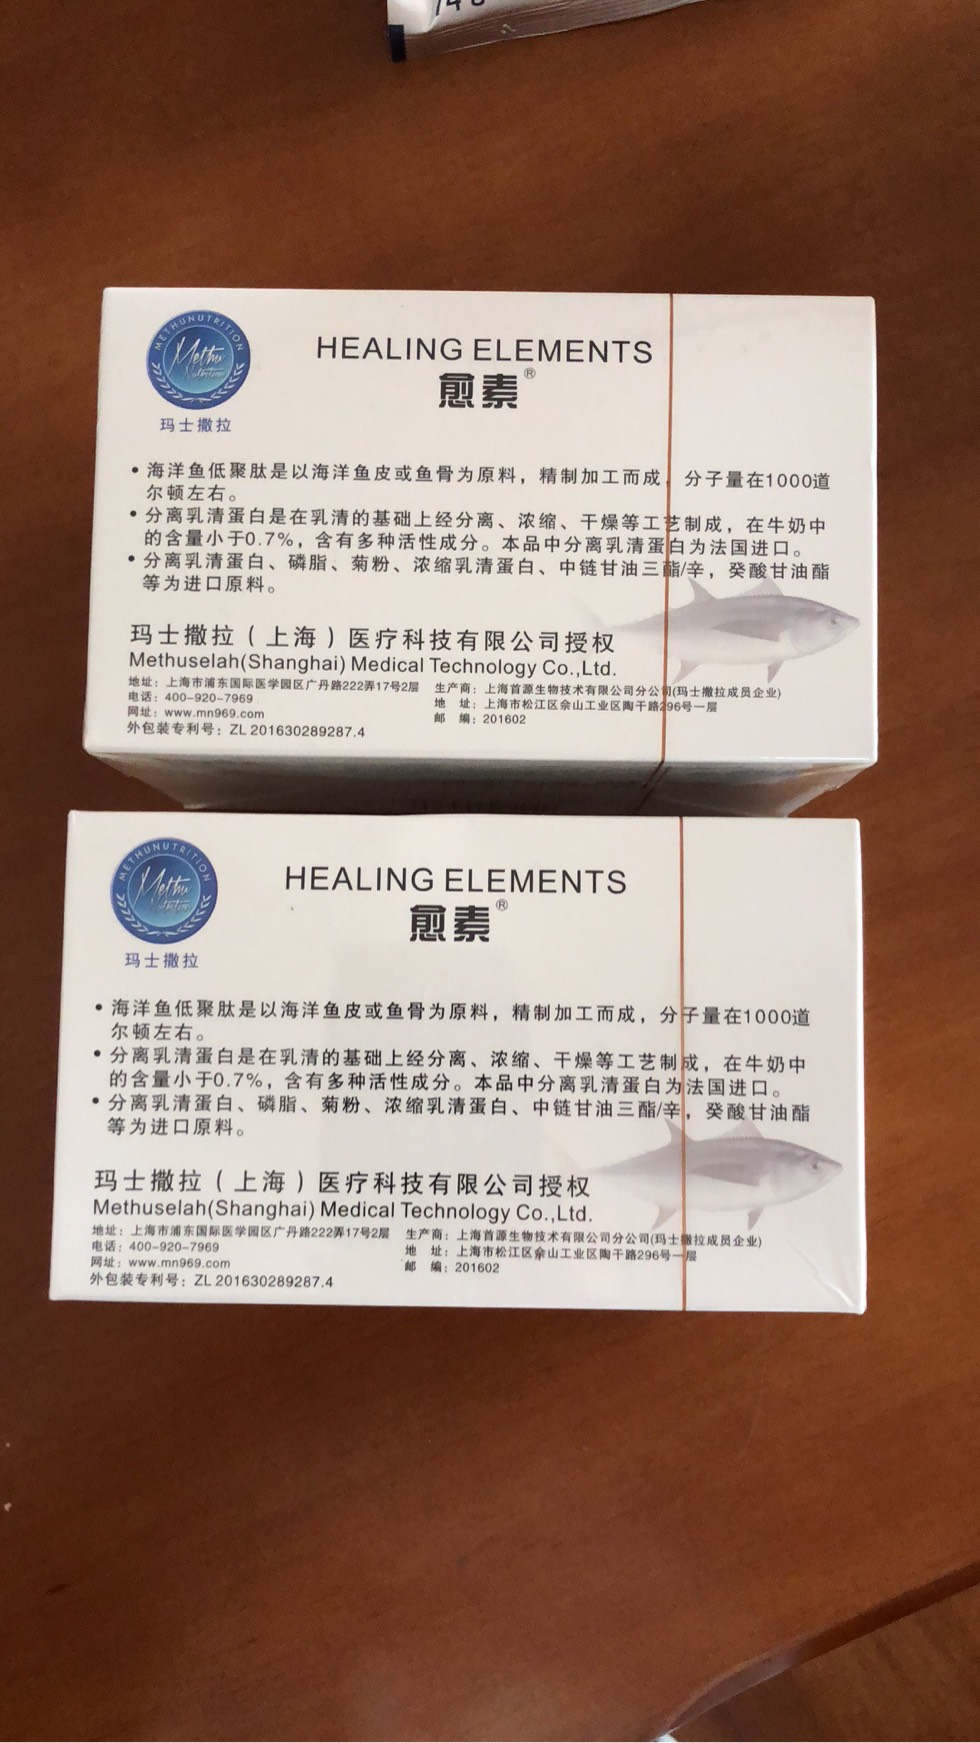 METHUNUTRITION
Methu
Nutrition
玛士撒拉
HEALING ELEMENTS
愈素®
• 海洋鱼低聚肽是以海洋鱼皮或鱼骨为原料，精制加工而成，分子量在1000道
尔顿左右。
• 分离乳清蛋白是在乳清的基础上经分离、浓缩、干燥等工艺制成，在牛奶中
的含量小于0.7%，含有多种活性成分。本品中分离乳清蛋白为法国进口。
• 分离乳清蛋白、磷脂、菊粉、浓缩乳清蛋白、中链甘油三酯/辛，癸酸甘油酯
等为进口原料。
玛士撒拉（上海）医疗科技有限公司授权
Methuselah(Shanghai) Medical Technology Co.,Ltd.
地址：上海市浦东国际医学园区广丹路222弄17号2层 生产商：上海首源生物技术有限公司分公司(玛士撒拉成员企业)
电话：400-920-7969 地 址：上海市松江区佘山工业区陶干路296号一层
网址：www.mn969.com 邮 编：201602
外包装专利号：ZL 201630289287.4
METHUNUTRITION
Methu
Nutrition
玛士撒拉
HEALING ELEMENTS
愈素®
• 海洋鱼低聚肽是以海洋鱼皮或鱼骨为原料，精制加工而成，分子量在1000道
尔顿左右。
• 分离乳清蛋白是在乳清的基础上经分离、浓缩、干燥等工艺制成，在牛奶中
的含量小于0.7%，含有多种活性成分。本品中分离乳清蛋白为法国进口。
• 分离乳清蛋白、磷脂、菊粉、浓缩乳清蛋白、中链甘油三酯/辛，癸酸甘油酯
等为进口原料。
玛士撒拉（上海）医疗科技有限公司授权
Methuselah(Shanghai) Medical Technology Co.,Ltd.
地址：上海市浦东国际医学园区广丹路222弄17号2层 生产商：上海首源生物技术有限公司分公司(玛士撒拉成员企业)
电话：400-920-7969 地 址：上海市松江区佘山工业区陶干路296号一层
网址：www.mn969.com 邮 编：201602
外包装专利号：ZL 201630289287.4